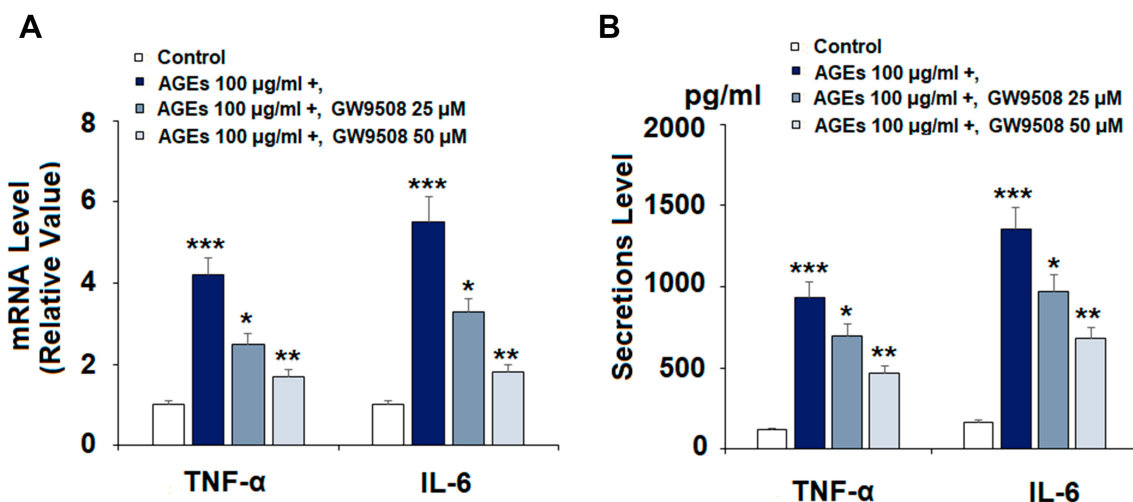 A
Control
AGEs 100 µg/ml +,
AGEs 100 µg/ml +, GW9508 25 µM
AGEs 100 µg/ml +, GW9508 50 µM
mRNA Level
(Relative Value)
8
6
4
2
0
***
*
**
***
*
**
TNF-α
IL-6
B
Control
AGEs 100 µg/ml +,
AGEs 100 µg/ml +, GW9508 25 µM
AGEs 100 µg/ml +, GW9508 50 µM
pg/ml
Secretions Level
2000
1500
1000
500
0
***
*
**
***
*
**
TNF-α
IL-6